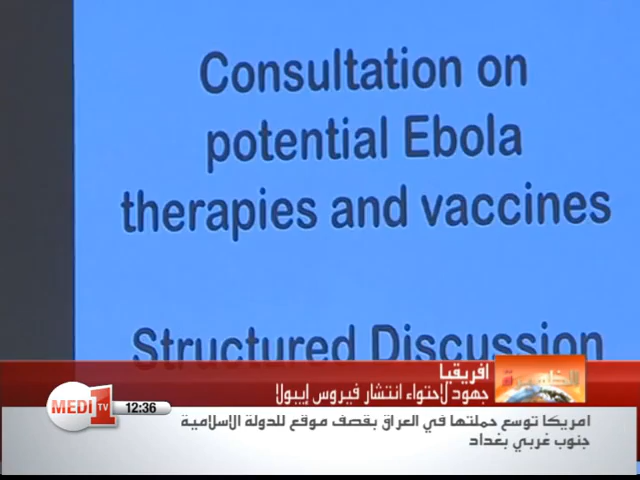 Consultation on
potential Ebola
therapies and vaccines
Structured Discussion
افريقيا
جهود لاحتواء انتشار فيروس إيبولا
MEDI 1 TV
12:36
امريكا توسع حملتها في العراق بقصف موقع للدولة الاسلامية
جنوب غربي بغداد